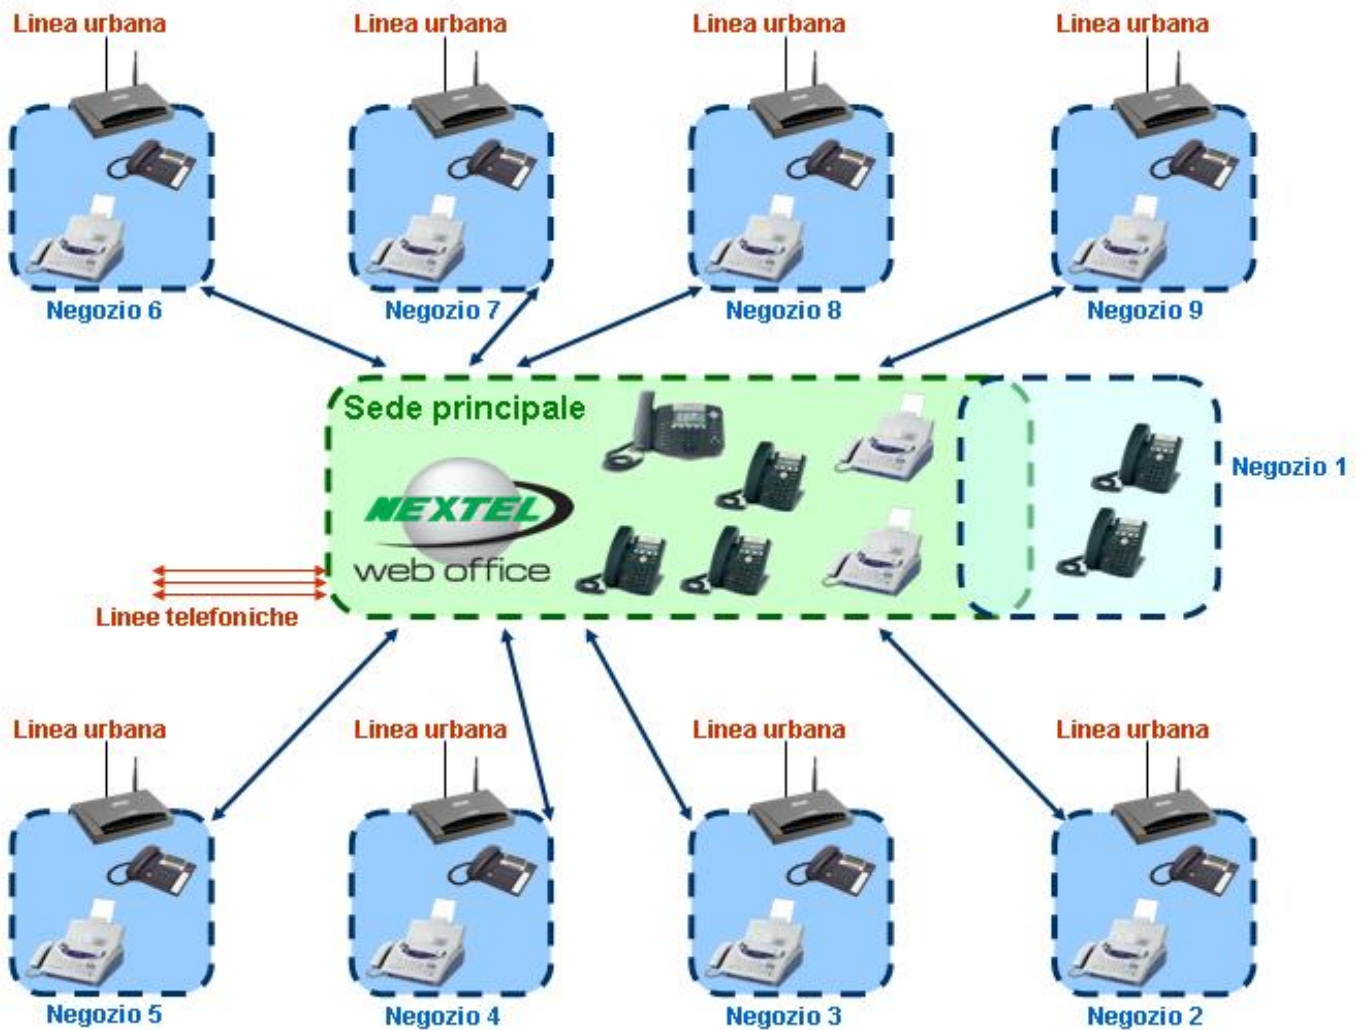 Linea urbana
Linea urbana
Linea urbana
Linea urbana
Negozio 6
Negozio 7
Negozio 8
Negozio 9
Sede principale
NEXTEL
web office
Negozio 1
Linee telefoniche
Linea urbana
Linea urbana
Linea urbana
Linea urbana
Negozio 5
Negozio 4
Negozio 3
Negozio 2